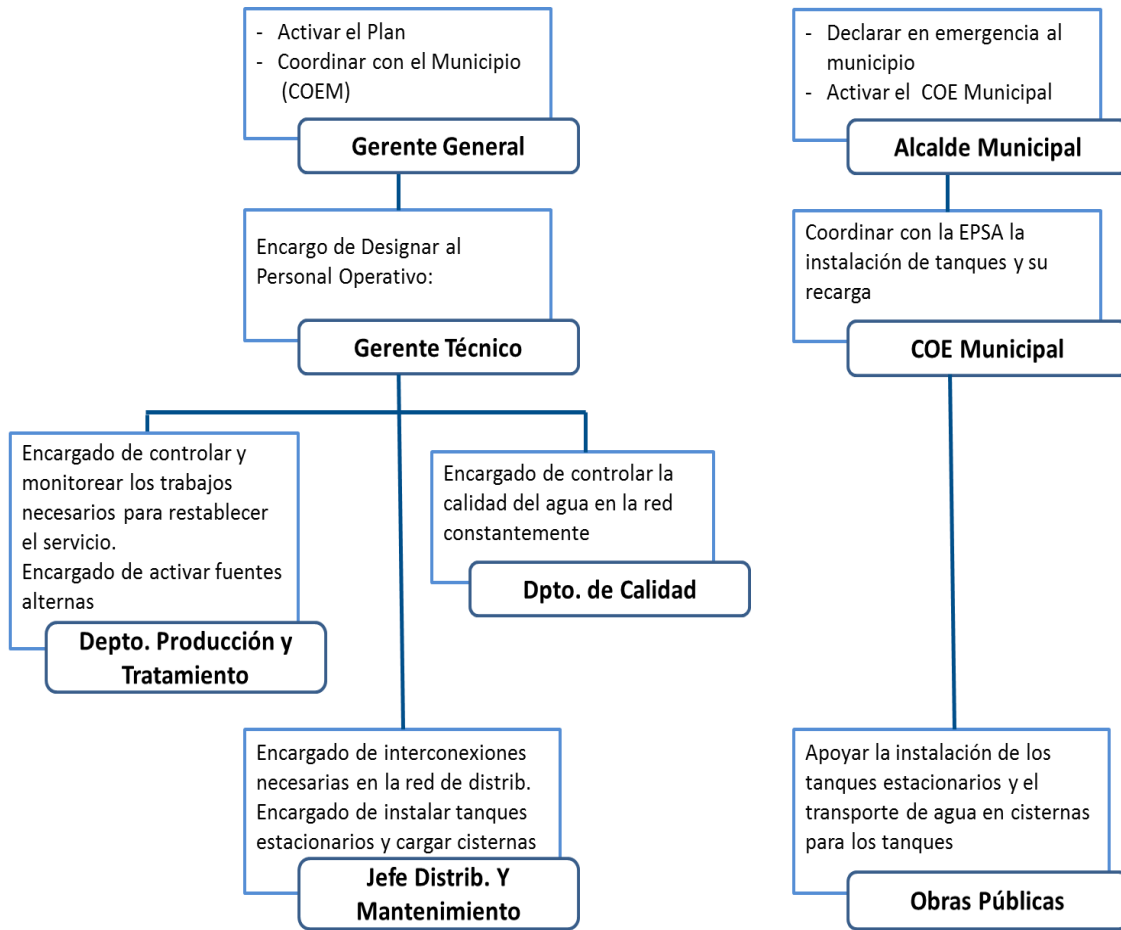 - Activar el Plan
- Coordinar con el Municipio
(COEM)
Gerente General
- Declarar en emergencia al
municipio
- Activar el COE Municipal
Alcalde Municipal
Encargo de Designar al
Personal Operativo:
Gerente Técnico
Coordinar con la EPSA la
instalación de tanques y su
recarga
COE Municipal
Encargado de controlar y
monitorear los trabajos
necesarios para restablecer
el servicio.
Encargado de activar fuentes
alternas
Depto. Producción y
Tratamiento
Encargado de controlar la
calidad del agua en la red
constantemente
Dpto. de Calidad
Encargado de interconexiones
necesarias en la red de distrib.
Encargado de instalar tanques
estacionarios y cargar cisternas
Jefe Distrib. Y
Mantenimiento
Apoyar la instalación de los
tanques estacionarios y el
transporte de agua en cisternas
para los tanques
Obras Públicas